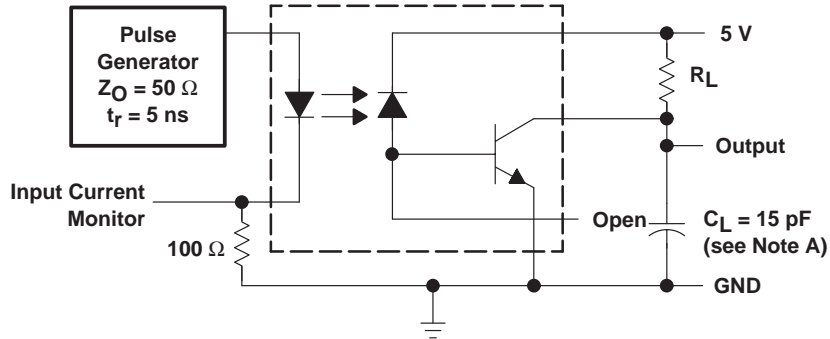 Pulse
Generator
ZO = 50 Ω
tr = 5 ns
5 V
RL
Output
Input Current
Monitor
Open
CL = 15 pF
(see Note A)
100 Ω
GND